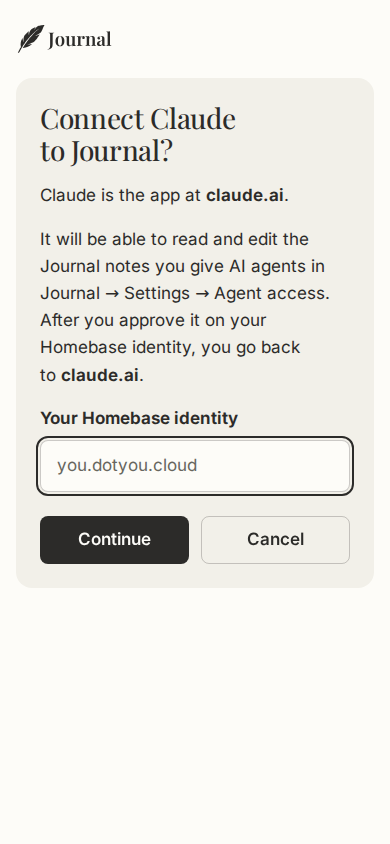 Journal
Connect Claude
to Journal?
Claude is the app at claude.ai.
It will be able to read and edit the
Journal notes you give AI agents in
Journal → Settings → Agent access.
After you approve it on your
Homebase identity, you go back
to claude.ai.
Your Homebase identity
you.dotyou.cloud
Continue
Cancel